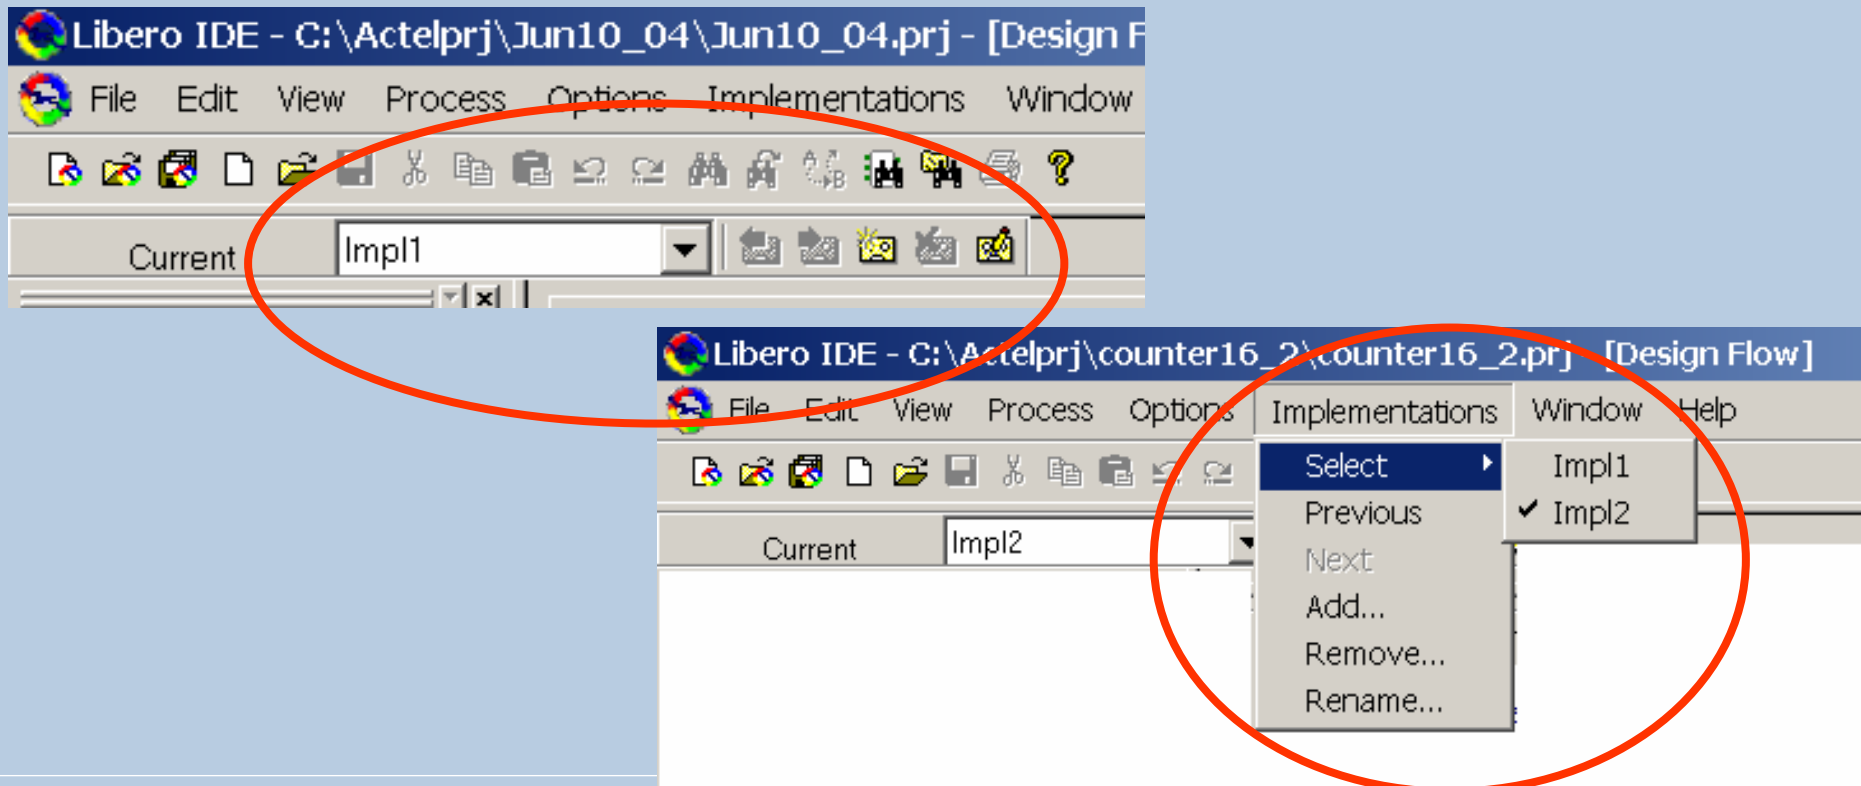 Libero IDE - C:\Actelprj\Jun10_04\Jun10_04.prj - [Design F
File Edit View Process Options Implementations Window
Current Impl1
Libero IDE - C:\Actelprj\counter16_2\counter16_2.prj - [Design Flow]
File Edit View Process Options Implementations Window Help
Select Impl1
Previous Impl2
Current Impl2
Next
Add...
Remove...
Rename...